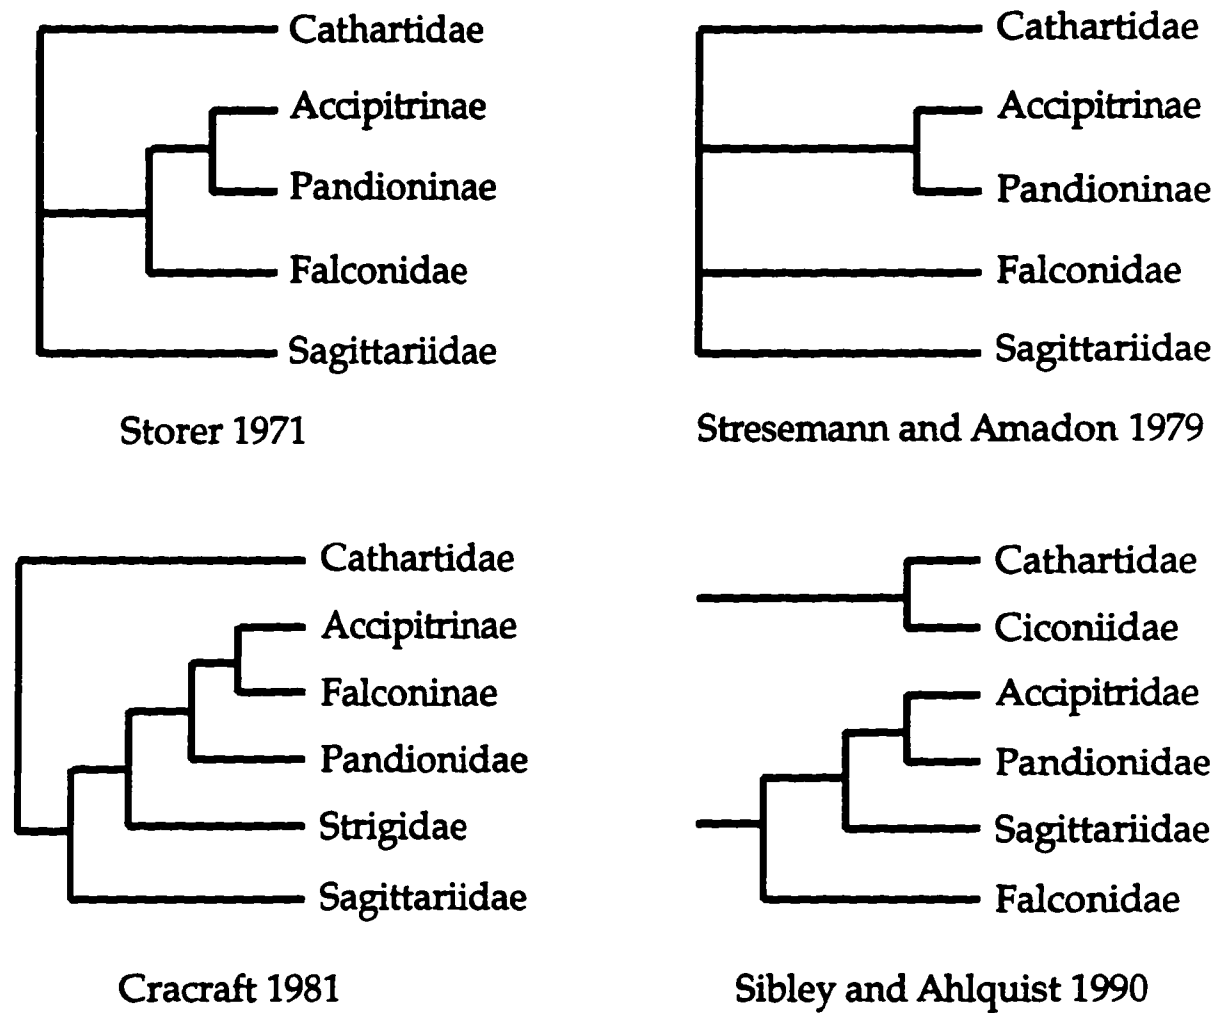 Cathartidae
Accipitrinae
Pandioninae
Falconidae
Sagittariidae
Storer 1971
Cathartidae
Accipitrinae
Pandioninae
Falconidae
Sagittariidae
Stresemann and Amadon 1979
Cathartidae
Accipitrinae
Falconinae
Pandionidae
Strigidae
Sagittariidae
Cracraft 1981
Cathartidae
Ciconiidae
Accipitridae
Pandionidae
Sagittariidae
Falconidae
Sibley and Ahlquist 1990